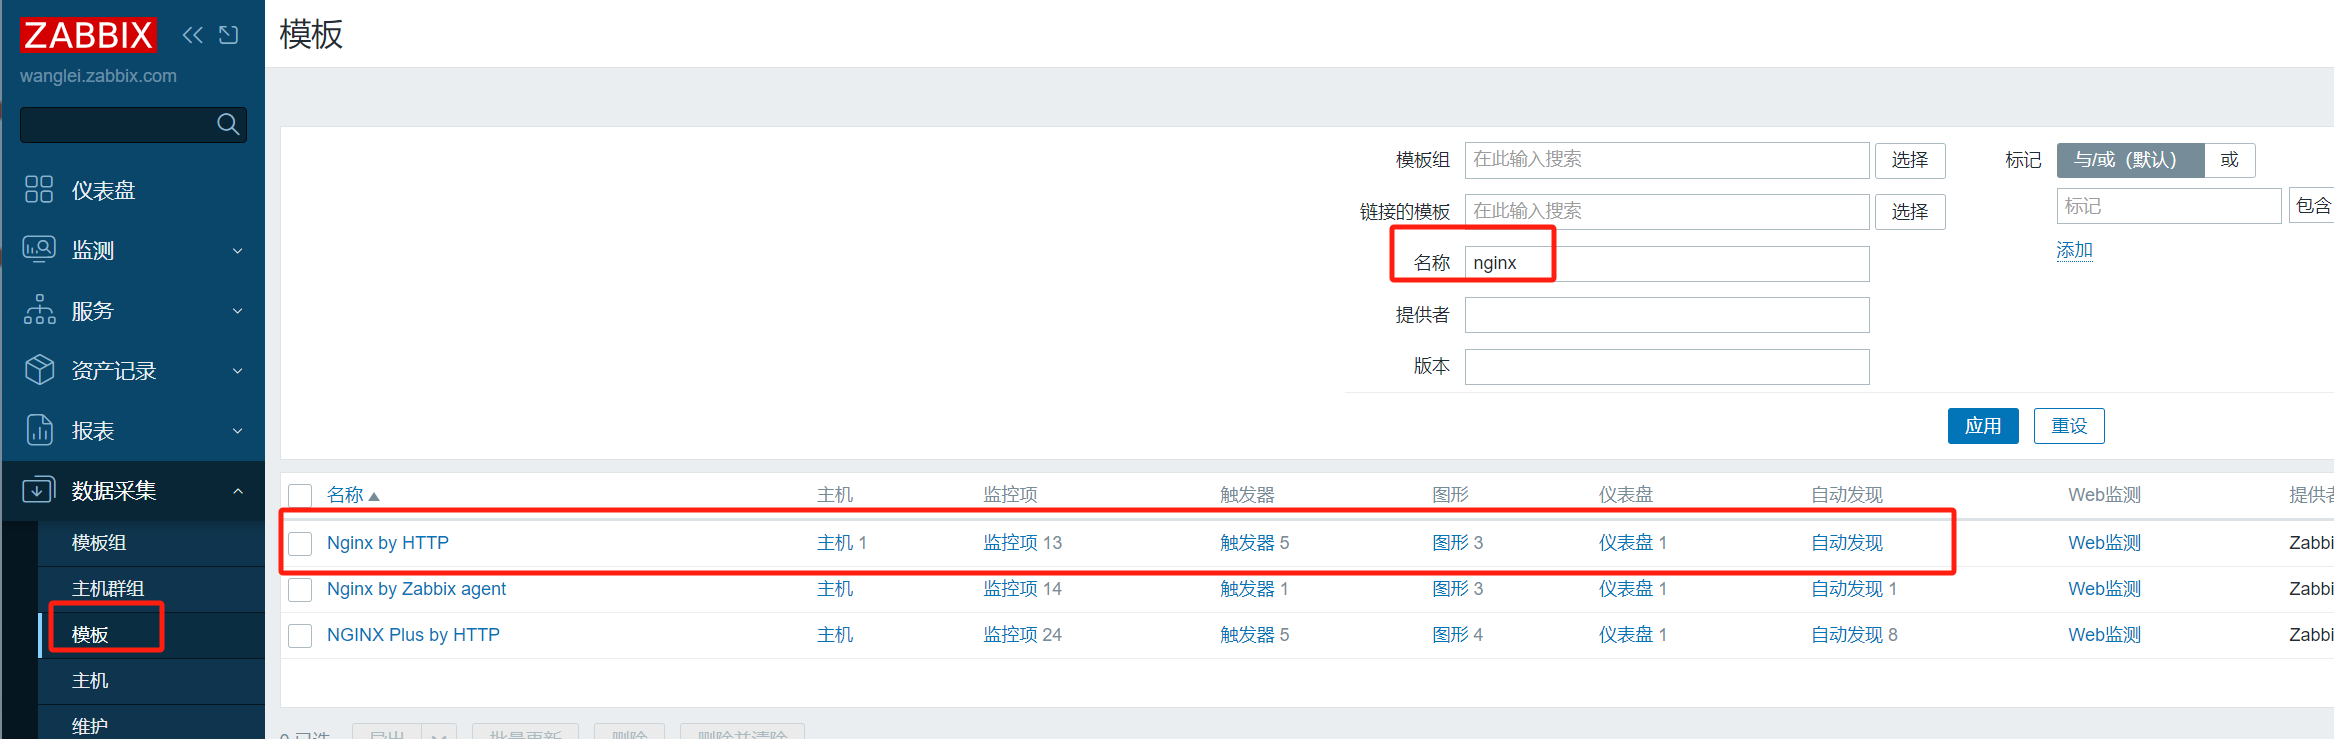 ZABBIX
wanglei.zabbix.com
仪表盘
监测
服务
资产记录
报表
数据采集
模板组
主机群组
模板
主机
维护
模板
模板组 在此输入搜索 选择
链接的模板 在此输入搜索 选择
名称 nginx
提供者
版本
标记 与/或（默认） 或
标记 包含
添加
应用 重设
名称 主机 监控项 触发器 图形 仪表盘 自动发现 Web监测 提供者
Nginx by HTTP 主机 1 监控项 13 触发器 5 图形 3 仪表盘 1 自动发现 Web监测 Zabbi
Nginx by Zabbix agent 主机 监控项 14 触发器 1 图形 3 仪表盘 1 自动发现 1 Web监测 Zabbi
NGINX Plus by HTTP 主机 监控项 24 触发器 5 图形 4 仪表盘 1 自动发现 8 Web监测 Zabbi
0 已选 导出 批量更新 删除 删除并清除